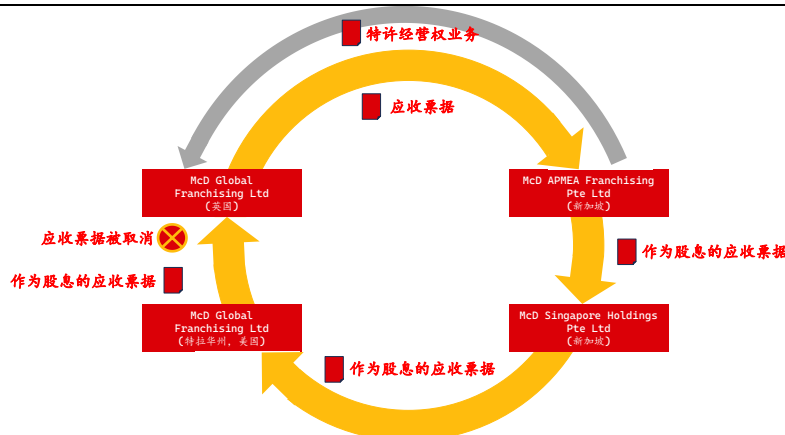 特许经营权业务
应收票据
McD Global
Franchising Ltd
(英国)
McD APMEA Franchising
Pte Ltd
(新加坡)
应收票据被取消
作为股息的应收票据
作为股息的应收票据
McD Global
Franchising Ltd
(特拉华州, 美国)
McD Singapore Holdings
Pte Ltd
(新加坡)
作为股息的应收票据